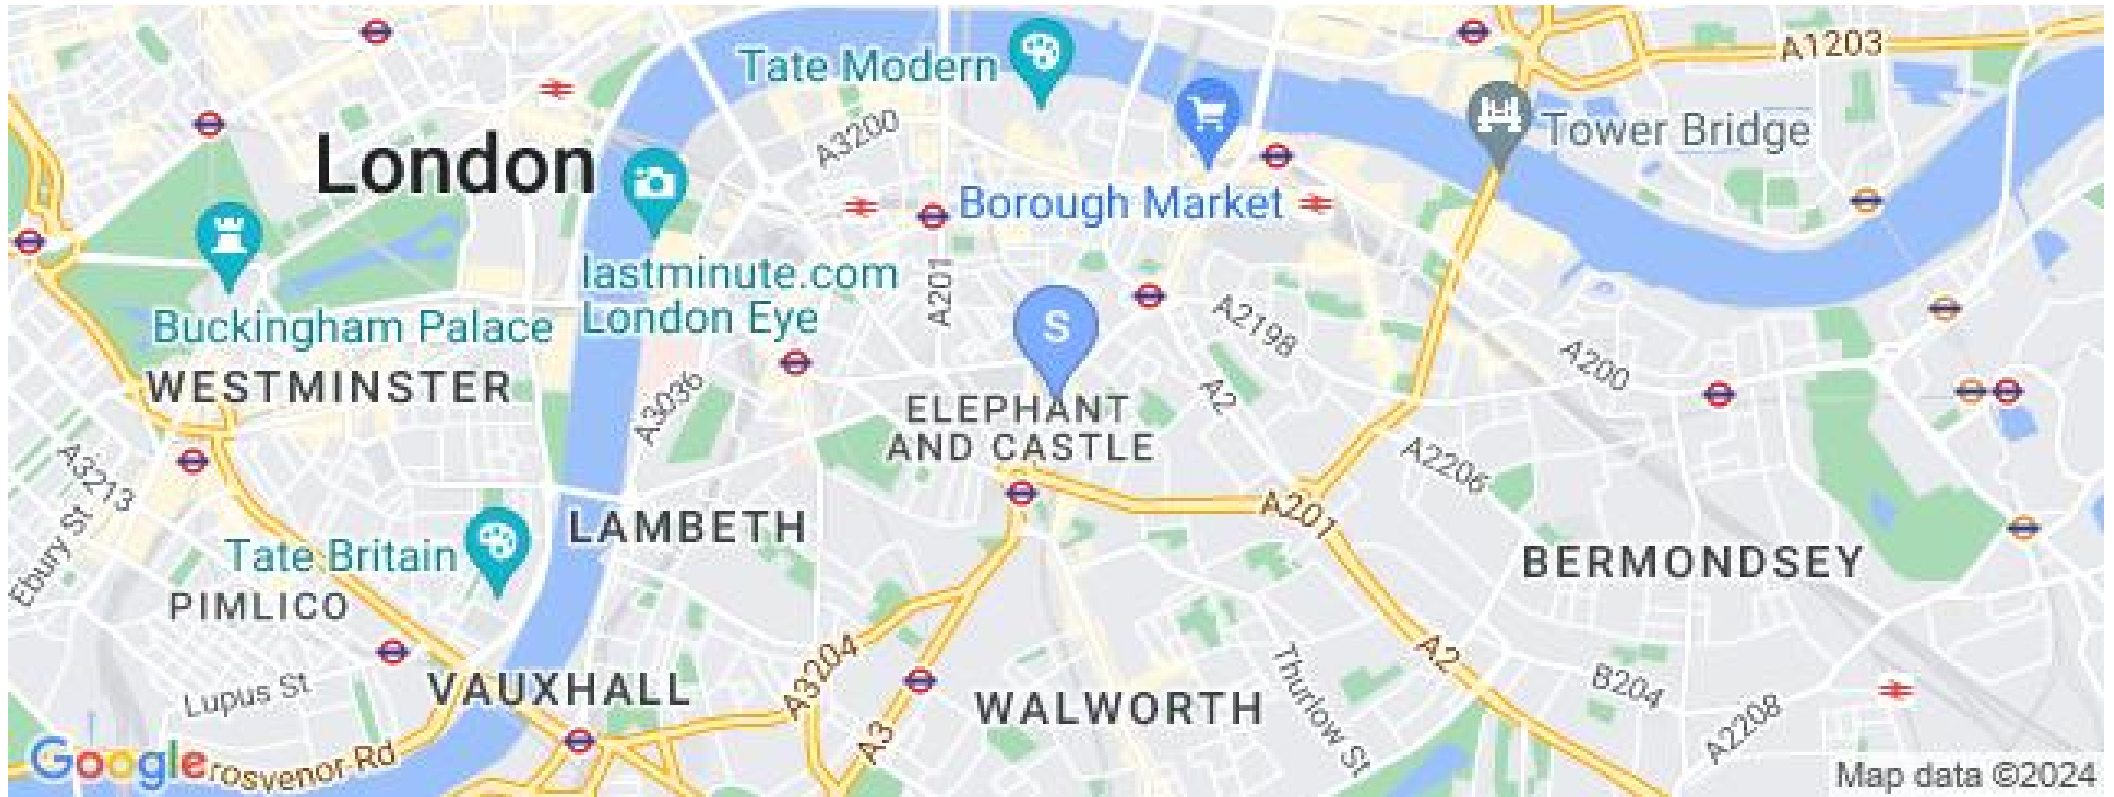 A1203
Tate Modern
Tower Bridge
A3200
London
Borough Market
lastminute.com
London Eye
A201
S
Buckingham Palace
A2198
WESTMINSTER
A3036
A200
A2
ELEPHANT
AND CASTLE
A2206
A3213
A201
Ebury St
LAMBETH
Tate Britain
BERMONDSEY
PIMLICO
A3204
A2
Lupus St
VAUXHALL
WALWORTH
Thurlow St
B204
A3
A2208
Google
rosvenor Rd
Map data ©2024